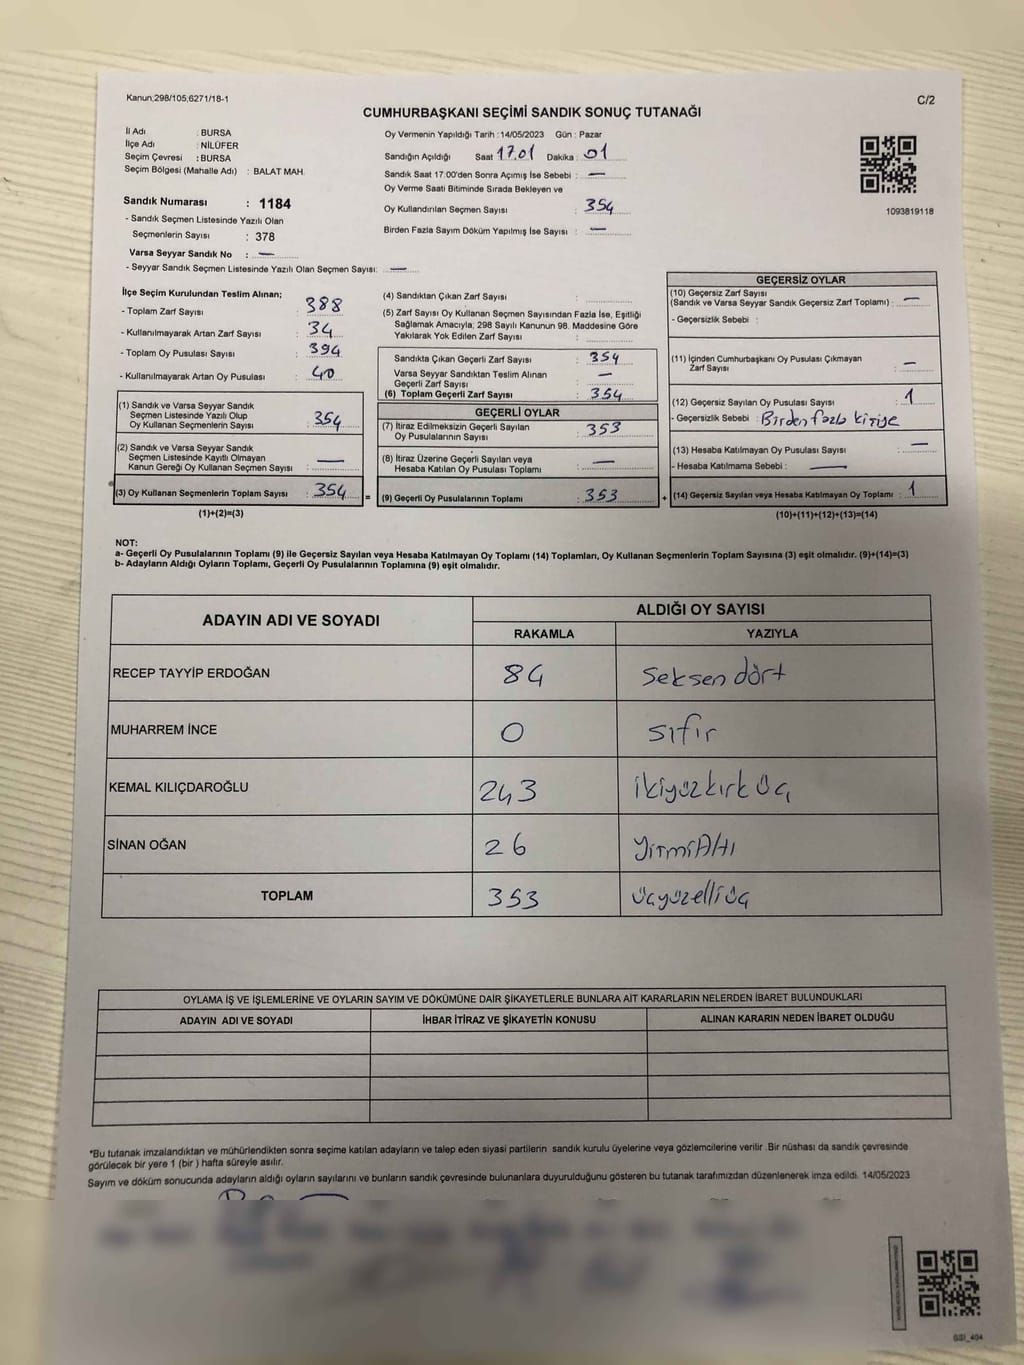 Kanun;298/105;6271/18-1
C/2
CUMHURBAŞKANI SEÇİMİ SANDIK SONUÇ TUTANAĞI
İl Adı : BURSA
İlçe Adı : NİLÜFER
Seçim Çevresi : BURSA
Seçim Bölgesi (Mahalle Adı) : BALAT MAH.
Sandık Numarası : 1184
- Sandık Seçmen Listesinde Yazılı Olan
Seçmenlerin Sayısı : 378
Varsa Seyyar Sandık No : —
- Seyyar Sandık Seçmen Listesinde Yazılı Olan Seçmen Sayısı: —
Oy Vermenin Yapıldığı Tarih :14/05/2023 Gün : Pazar
Sandığın Açıldığı Saat 17.01 Dakika : 01
Sandık Saat 17:00'den Sonra Açımış İse Sebebi : —
Oy Verme Saati Bitiminde Sırada Bekleyen ve
Oy Kullandırılan Seçmen Sayısı : 354
Birden Fazla Sayım Döküm Yapılmış İse Sayısı : —
1093819118
İlçe Seçim Kurulundan Teslim Alınan;
- Toplam Zarf Sayısı : 388
- Kullanılmayarak Artan Zarf Sayısı : 34
- Toplam Oy Pusulası Sayısı : 394
- Kullanılmayarak Artan Oy Pusulası : 40
(1) Sandık ve Varsa Seyyar Sandık
Seçmen Listesinde Yazılı Olup
Oy Kullanan Seçmenlerin Sayısı : 354
(2) Sandık ve Varsa Seyyar Sandık
Seçmen Listesinde Kayıtlı Olmayan
Kanun Gereği Oy Kullanan Seçmen Sayısı : —
(3) Oy Kullanan Seçmenlerin Toplam Sayısı : 354 =
(1)+(2)=(3)
(4) Sandıktan Çıkan Zarf Sayısı :
(5) Zarf Sayısı Oy Kullanan Seçmen Sayısından Fazla İse, Eşitliği
Sağlamak Amacıyla; 298 Sayılı Kanunun 98. Maddesine Göre
Yakılarak Yok Edilen Zarf Sayısı :
Sandıkta Çıkan Geçerli Zarf Sayısı : 354
Varsa Seyyar Sandıktan Teslim Alınan
Geçerli Zarf Sayısı : —
(6) Toplam Geçerli Zarf Sayısı : 354
GEÇERLİ OYLAR
(7) İtiraz Edilmeksizin Geçerli Sayılan
Oy Pusulalarının Sayısı : 353
(8) İtiraz Üzerine Geçerli Sayılan veya
Hesaba Katılan Oy Pusulası Toplamı : —
(9) Geçerli Oy Pusulalarının Toplamı : 353 +
GEÇERSİZ OYLAR
(10) Geçersiz Zarf Sayısı
(Sandık ve Varsa Seyyar Sandık Geçersiz Zarf Toplamı) : —
- Geçersizlik Sebebi :
(11) İçinden Cumhurbaşkanı Oy Pusulası Çıkmayan
Zarf Sayısı : —
(12) Geçersiz Sayılan Oy Pusulası Sayısı : 1
- Geçersizlik Sebebi : Birden fazla kişiye
(13) Hesaba Katılmayan Oy Pusulası Sayısı : —
- Hesaba Katılmama Sebebi : —
(14) Geçersiz Sayılan veya Hesaba Katılmayan Oy Toplamı : 1
(10)+(11)+(12)+(13)=(14)
NOT:
a- Geçerli Oy Pusulalarının Toplamı (9) ile Geçersiz Sayılan veya Hesaba Katılmayan Oy Toplamı (14) Toplamları, Oy Kullanan Seçmenlerin Toplam Sayısına (3) eşit olmalıdır. (9)+(14)=(3)
b- Adayların Aldığı Oyların Toplamı, Geçerli Oy Pusulalarının Toplamına (9) eşit olmalıdır.
ADAYIN ADI VE SOYADI ALDIĞI OY SAYISI
RAKAMLA YAZIYLA
RECEP TAYYİP ERDOĞAN 84 Seksen dört
MUHARREM İNCE 0 sıfır
KEMAL KILIÇDAROĞLU 243 ikiyüzkırk üç
SİNAN OĞAN 26 yirmiAltı
TOPLAM 353 üçyüzelliüç
OYLAMA İŞ VE İŞLEMLERİNE VE OYLARIN SAYIM VE DÖKÜMÜNE DAİR ŞİKAYETLERLE BUNLARA AİT KARARLARIN NELERDEN İBARET BULUNDUKLARI
ADAYIN ADI VE SOYADI İHBAR İTİRAZ VE ŞİKAYETİN KONUSU ALINAN KARARIN NEDEN İBARET OLDUĞU
*Bu tutanak imzalandıktan ve mühürlendikten sonra seçime katılan adayların ve talep eden siyasi partilerin sandık kurulu üyelerine veya gözlemcilerine verilir .Bir nüshası da sandık çevresinde
görülecek bir yere 1 (bir ) hafta süreyle asılır.
Sayım ve döküm sonucunda adayların aldığı oyların sayılarını ve bunların sandık çevresinde bulunanlara duyurulduğunu gösteren bu tutanak tarafımızdan düzenlenerek imza edildi. 14/05/2023
GSI_404